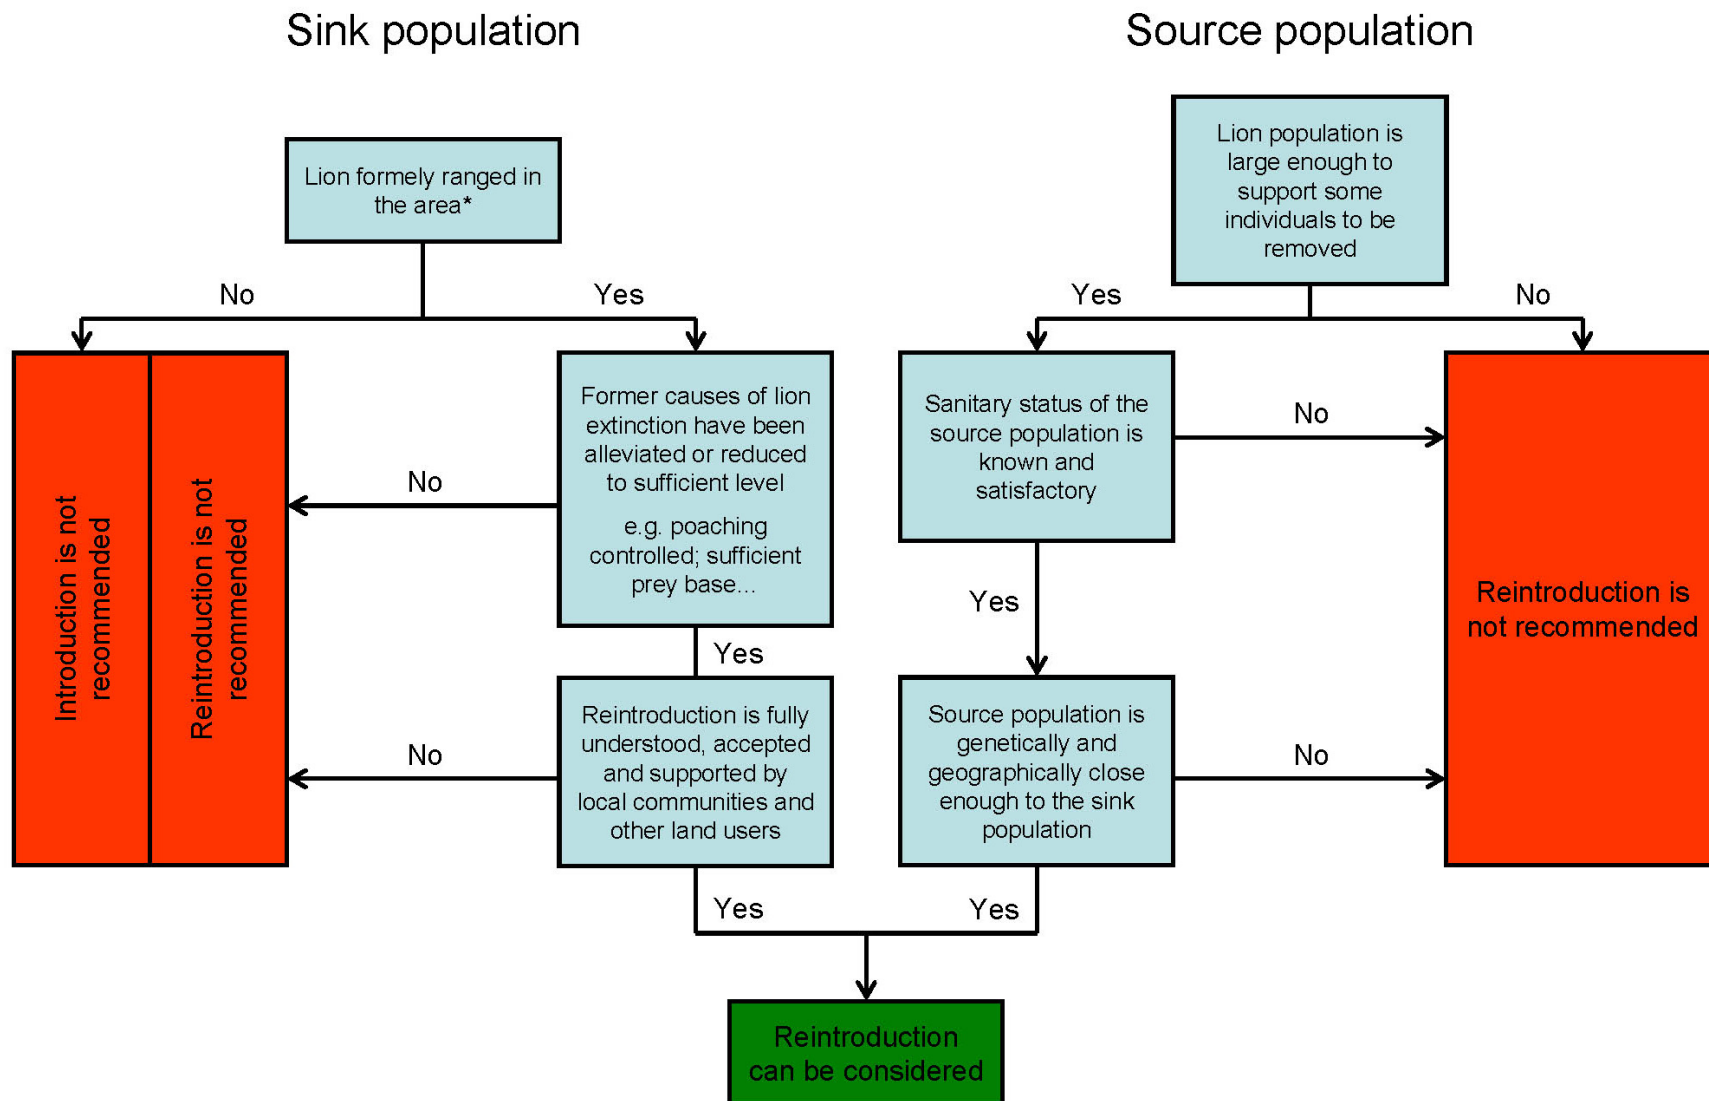 Sink population
Source population
Lion formely ranged in
the area*
No
Yes
Introduction is not
recommended
Reintroduction is not
recommended
Former causes of lion
extinction have been
alleviated or reduced
to sufficient level
e.g. poaching
controlled; sufficient
prey base...
No
Yes
Reintroduction is fully
understood, accepted
and supported by
local communities and
other land users
No
Yes
Lion population is
large enough to
support some
individuals to be
removed
Yes
No
Sanitary status of the
source population is
known and
satisfactory
No
Yes
Source population is
genetically and
geographically close
enough to the sink
population
No
Yes
Reintroduction is
not recommended
Reintroduction
can be considered